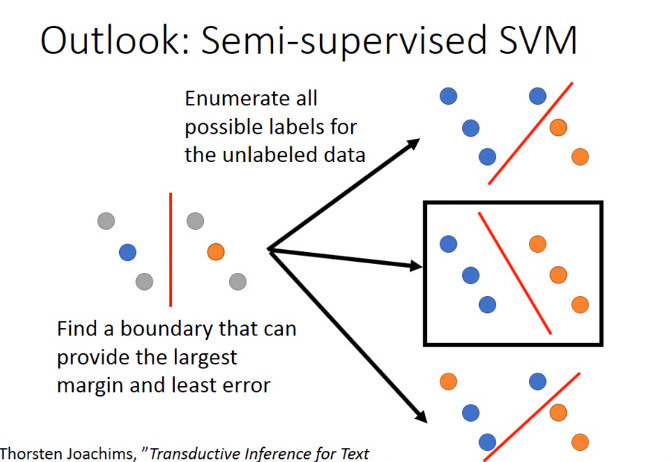 Outlook: Semi-supervised SVM
Enumerate all
possible labels for
the unlabeled data
Find a boundary that can
provide the largest
margin and least error
Thorsten Joachims, ”Transductive Inference for Text